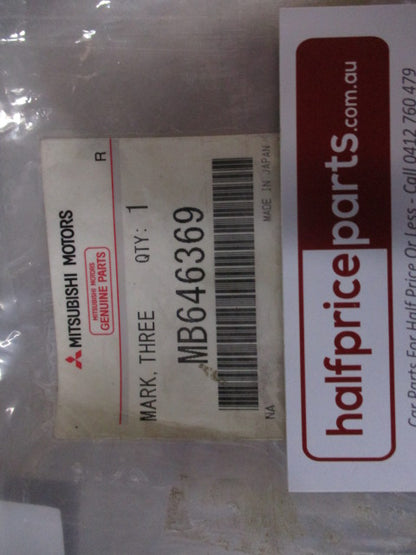 MITSUBISHI MOTORS
MITSUBISHI MOTORS
GENUINE PARTS
R
MARK, THREE QTY: 1
MB646369
NA MADE IN JAPAN
halfpriceparts.com.au
Car Parts For Half Price Or Less - Call 0412 760 479